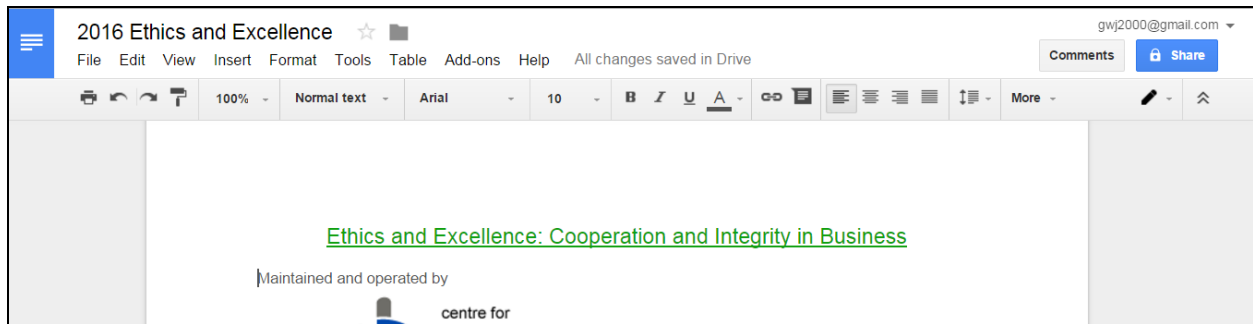 2016 Ethics and Excellence
gwj2000@gmail.com
File Edit View Insert Format Tools Table Add-ons Help All changes saved in Drive
Comments Share
100% Normal text Arial 10 B I U A More
Ethics and Excellence: Cooperation and Integrity in Business
Maintained and operated by
centre for